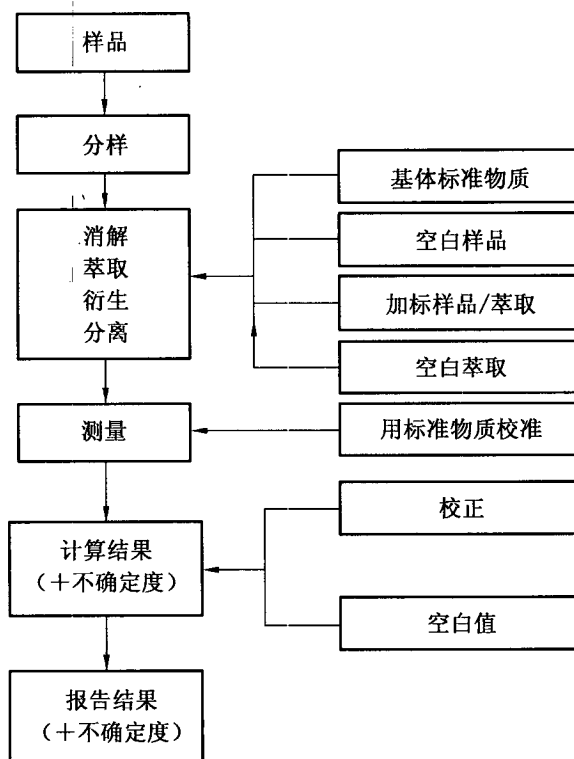 样品
分样
消解
萃取
衍生
分离
基体标准物质
空白样品
加标样品/萃取
空白萃取
测量
用标准物质校准
计算结果
（＋不确定度）
校正
空白值
报告结果
（＋不确定度）